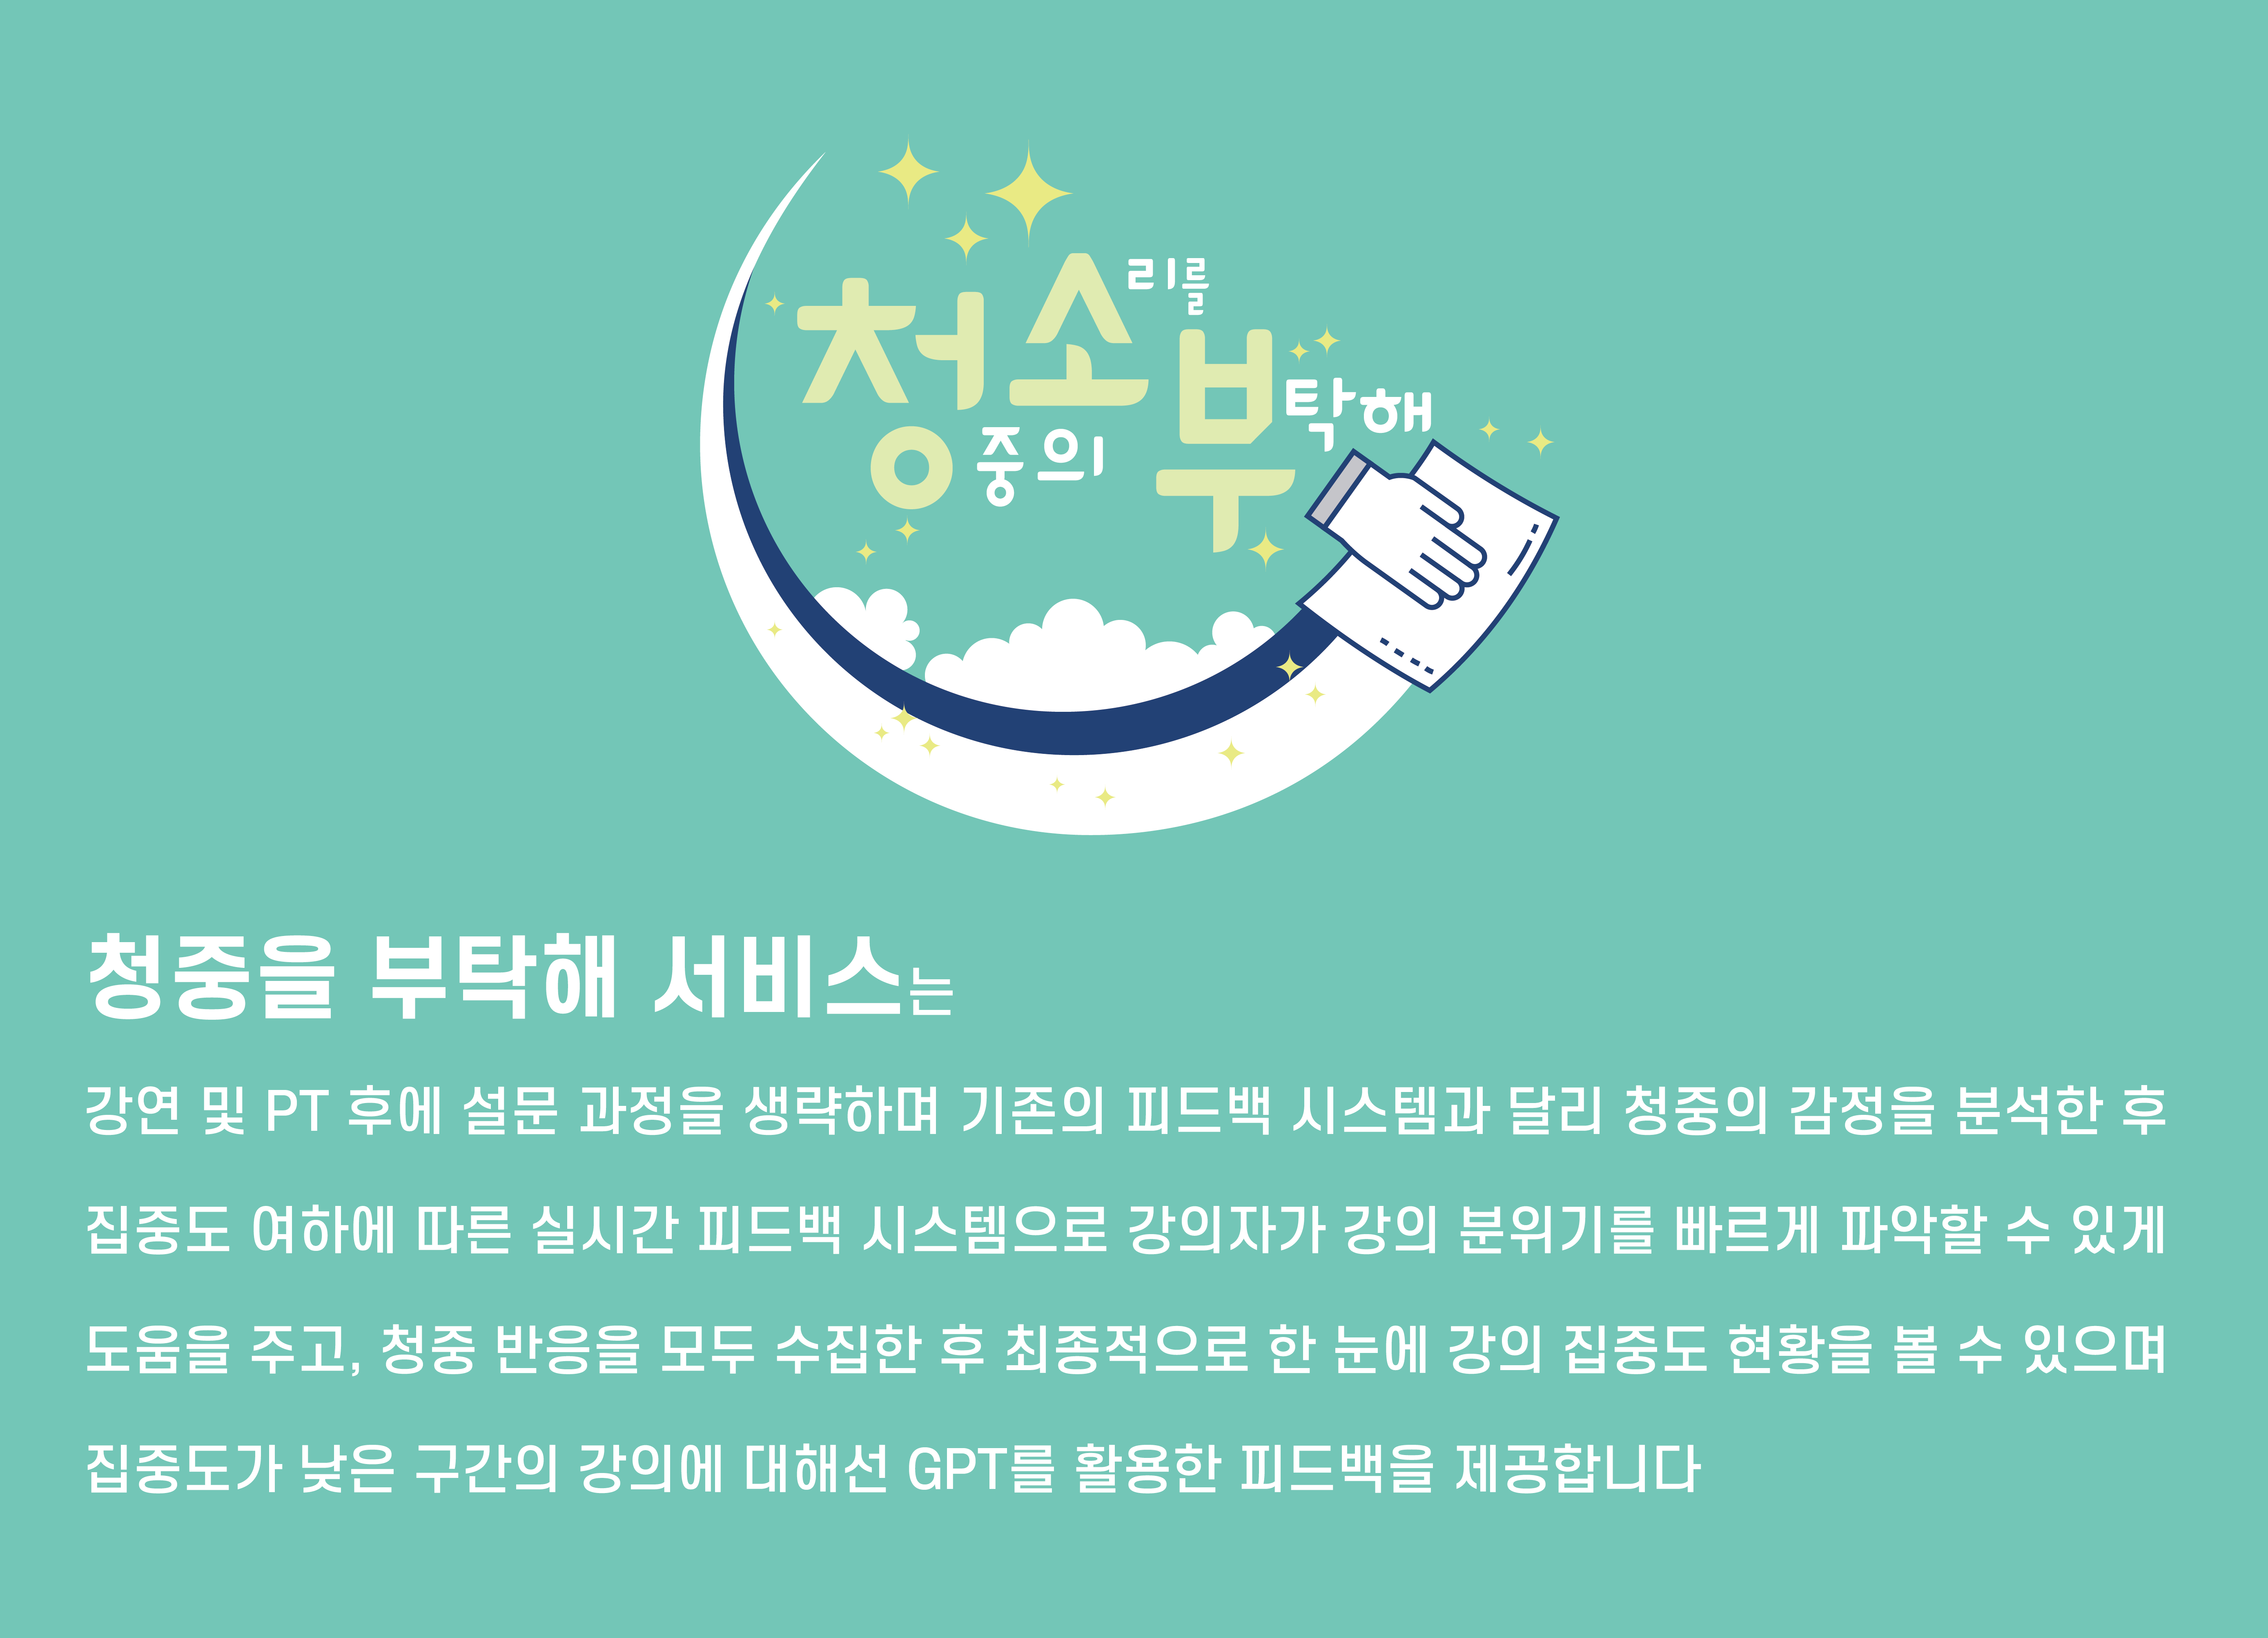 청중의 소리를 부탁해
청중을 부탁해 서비스는
강연 및 PT 후에 설문 과정을 생략하며 기존의 피드백 시스템과 달리 청중의 감정을 분석한 후
집중도 여하에 따른 실시간 피드백 시스템으로 강의자가 강의 분위기를 빠르게 파악할 수 있게
도움을 주고, 청중 반응을 모두 수집한 후 최종적으로 한 눈에 강의 집중도 현황을 볼 수 있으며
집중도가 낮은 구간의 강의에 대해선 GPT를 활용한 피드백을 제공합니다